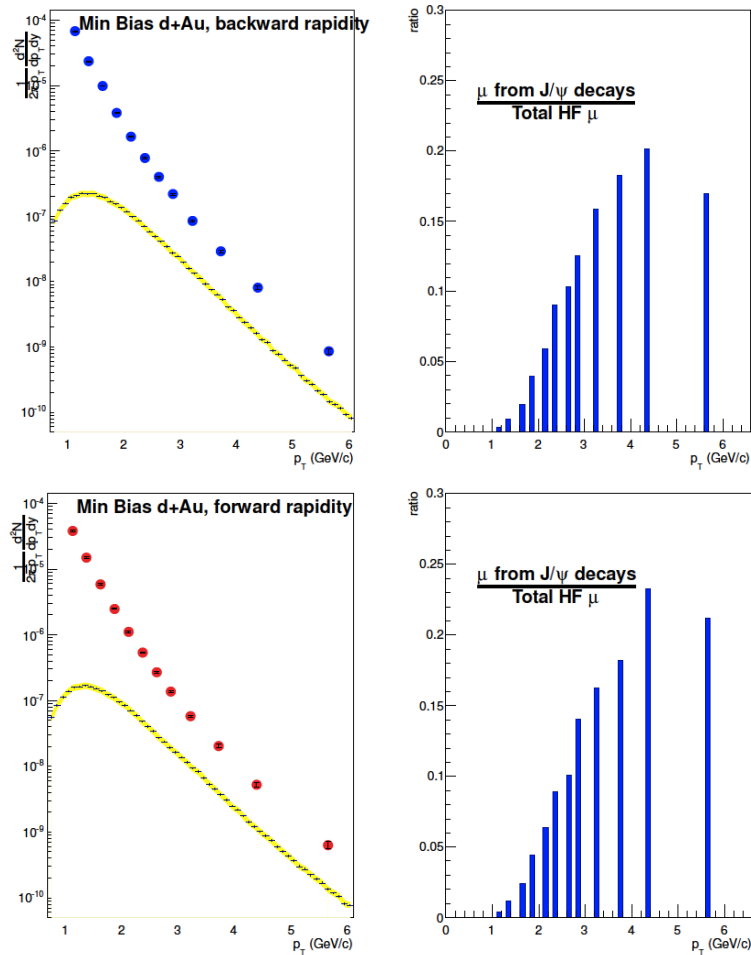 Min Bias d+Au, backward rapidity
10⁻⁴
10⁻⁵
10⁻⁶
10⁻⁷
10⁻⁸
10⁻⁹
10⁻¹⁰
1 2 3 4 5 6
p_T (GeV/c)
1 d²N
2πp_T dp_T dy
ratio
0.3
0.25
0.2
0.15
0.1
0.05
0
0 1 2 3 4 5 6
p_T (GeV/c)
μ from J/ψ decays
Total HF μ
Min Bias d+Au, forward rapidity
10⁻⁴
10⁻⁵
10⁻⁶
10⁻⁷
10⁻⁸
10⁻⁹
10⁻¹⁰
1 2 3 4 5 6
p_T (GeV/c)
1 d²N
2πp_T dp_T dy
ratio
0.3
0.25
0.2
0.15
0.1
0.05
0
0 1 2 3 4 5 6
p_T (GeV/c)
μ from J/ψ decays
Total HF μ